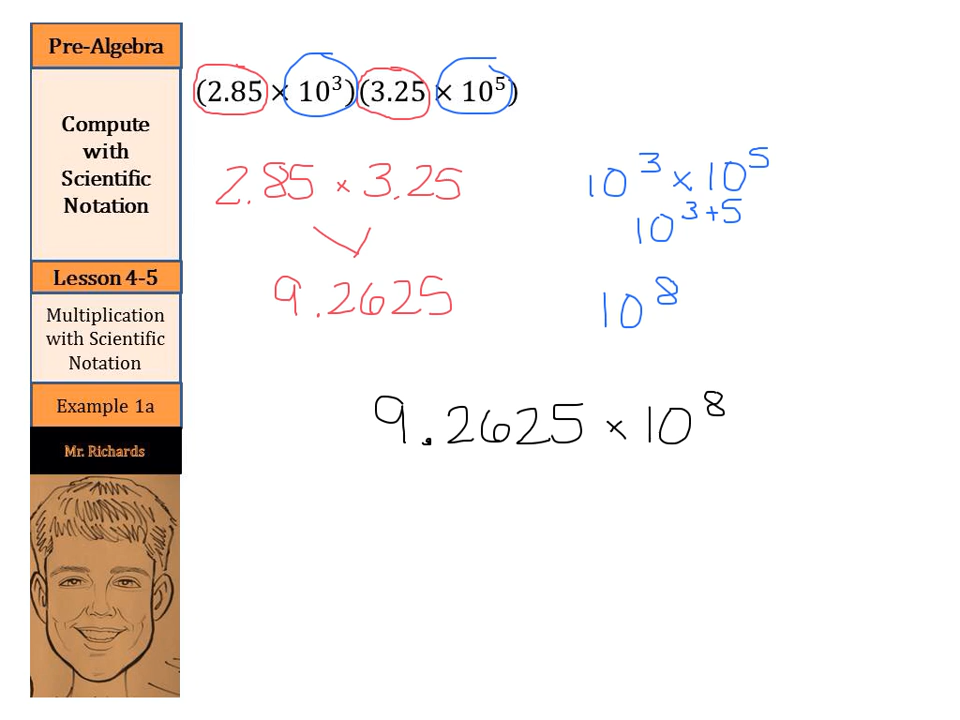 Pre-Algebra
Compute
with
Scientific
Notation
Lesson 4-5
Multiplication
with Scientific
Notation
Example 1a
Mr. Richards
(2.85 × 10³)(3.25 × 10⁵)
2.85 × 3.25
9.2625
10³ × 10⁵
10³⁺⁵
10⁸
9.2625 × 10⁸